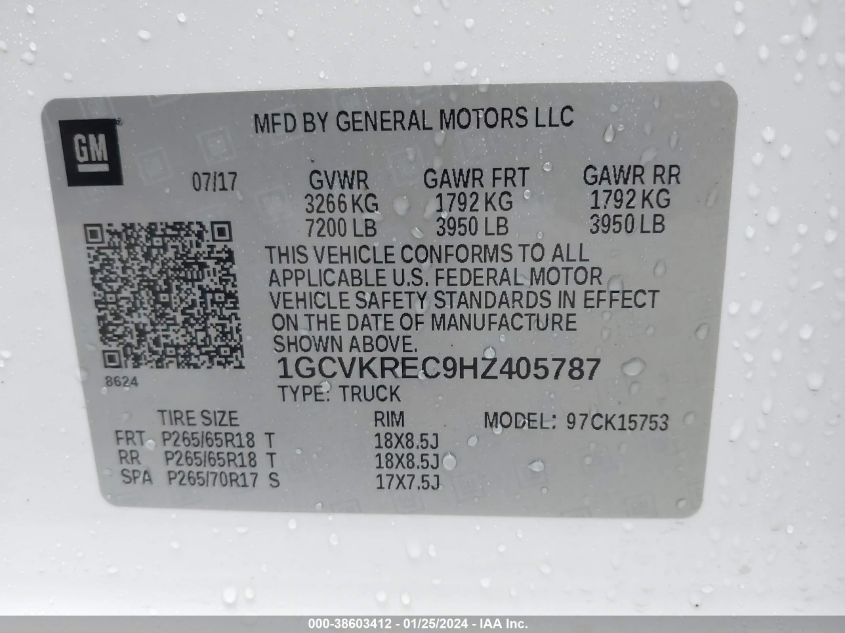 GM
MFD BY GENERAL MOTORS LLC
07/17 GVWR GAWR FRT GAWR RR
3266 KG 1792 KG 1792 KG
7200 LB 3950 LB 3950 LB
THIS VEHICLE CONFORMS TO ALL
APPLICABLE U.S. FEDERAL MOTOR
VEHICLE SAFETY STANDARDS IN EFFECT
ON THE DATE OF MANUFACTURE
SHOWN ABOVE.
8624
1GCVKREC9HZ405787
TYPE: TRUCK
TIRE SIZE RIM MODEL: 97CK15753
FRT P265/65R18 T 18X8.5J
RR P265/65R18 T 18X8.5J
SPA P265/70R17 S 17X7.5J
000-38603412 - 01/25/2024 - IAA Inc.